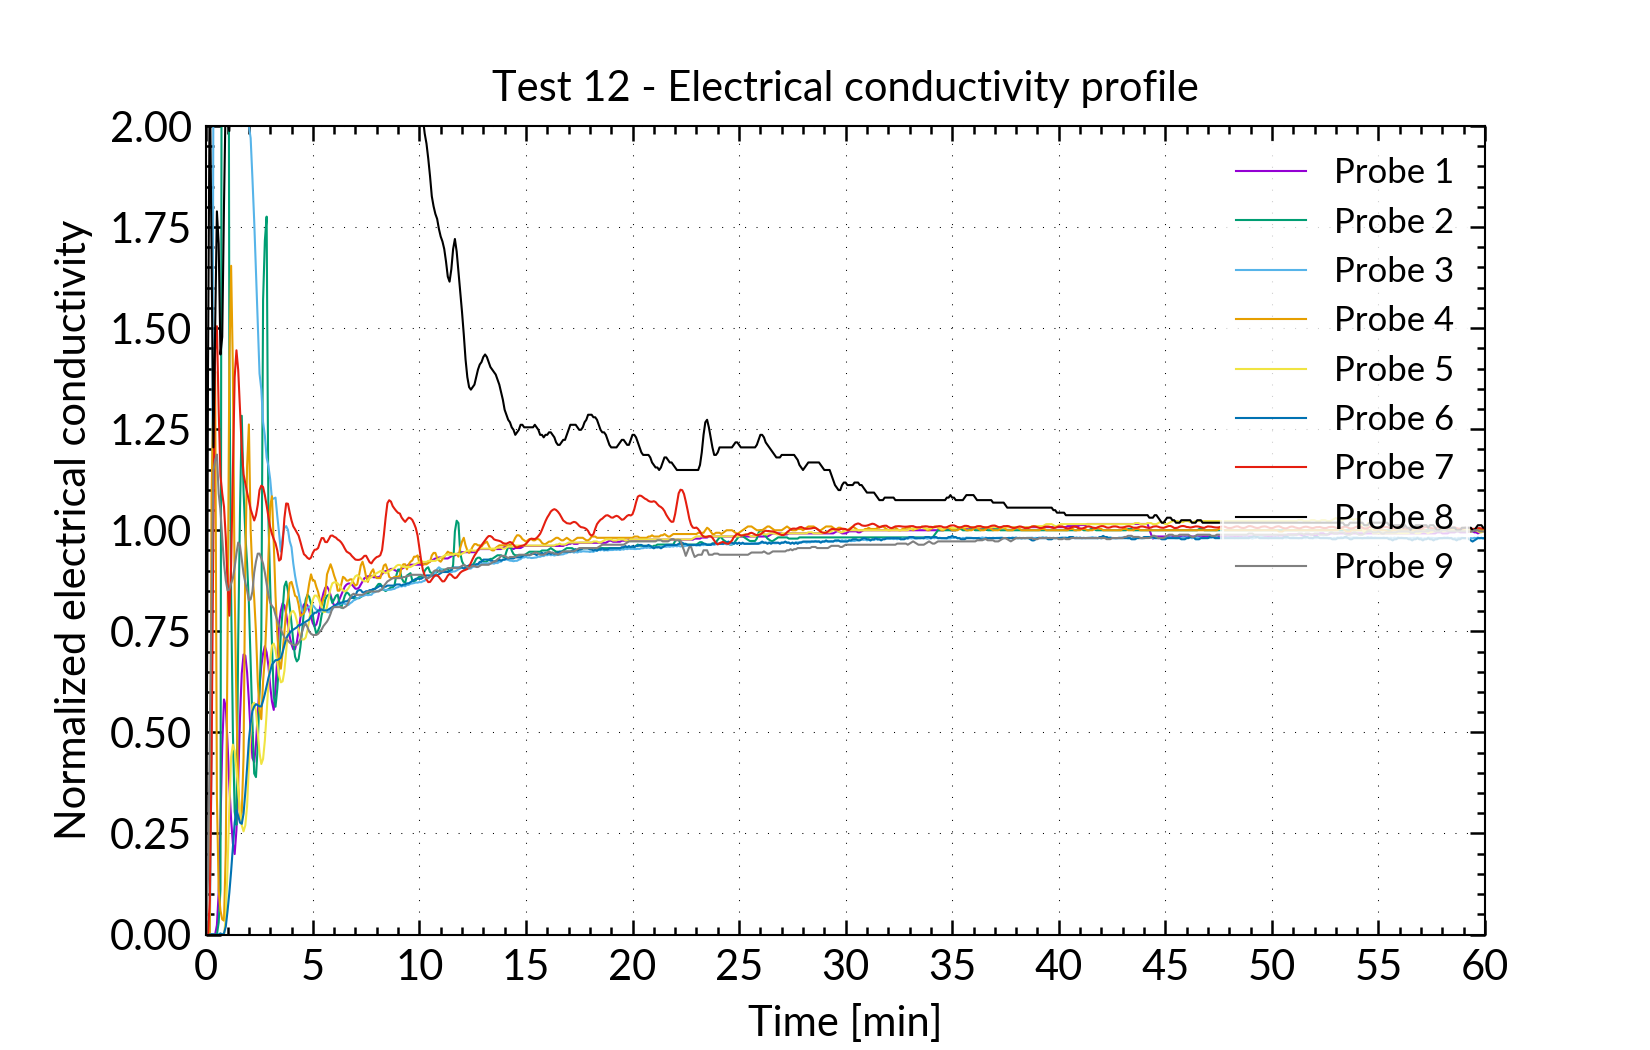 Test 12 - Electrical conductivity profile
Normalized electrical conductivity
2.00
1.75
1.50
1.25
1.00
0.75
0.50
0.25
0.00
Probe 1
Probe 2
Probe 3
Probe 4
Probe 5
Probe 6
Probe 7
Probe 8
Probe 9
0 5 10 15 20 25 30 35 40 45 50 55 60
Time [min]